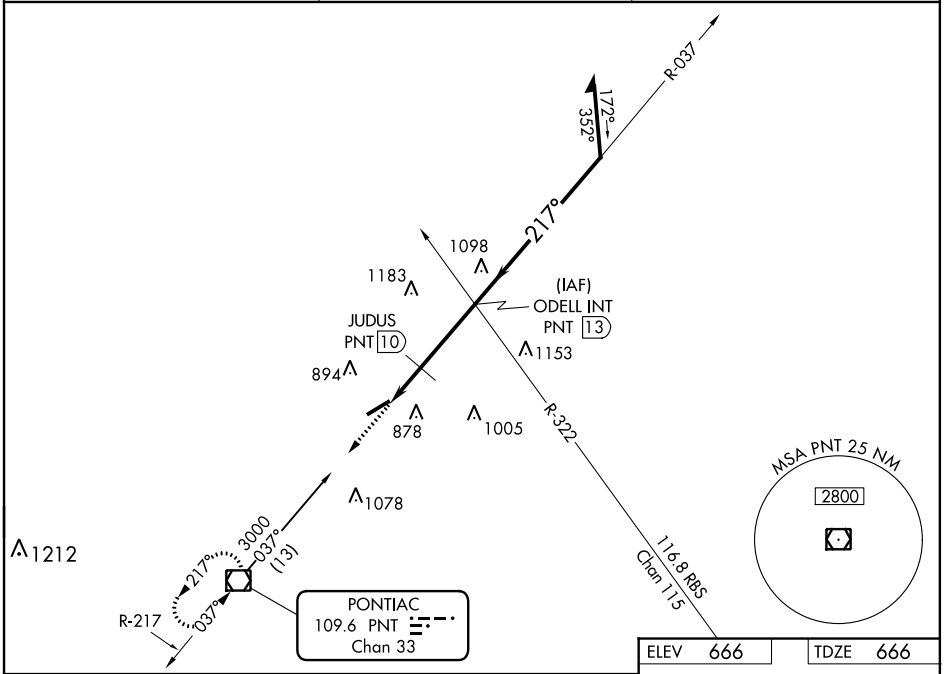 R-037
172°
352°
217°
1098
1183
(IAF)
ODELL INT
PNT 13
JUDUS
PNT 10
1153
894
878
1005
R-322
MSA PNT 25 NM
2800
1078
1212
3000
037°
(13)
217°
037°
R-217
116.8 RBS
Chan 115
PONTIAC
109.6 PNT
Chan 33
ELEV 666
TDZE 666